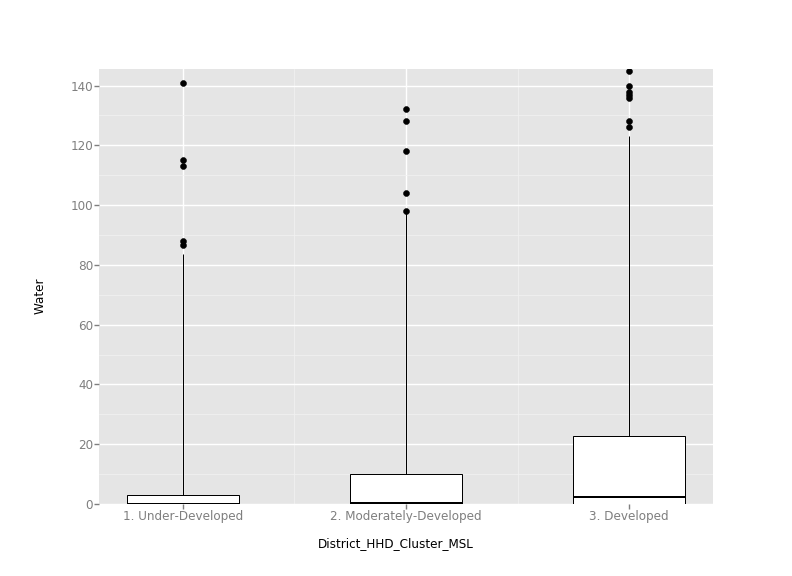 140
120
100
80
60
40
20
0
Water
1. Under-Developed 2. Moderately-Developed 3. Developed
District_HHD_Cluster_MSL